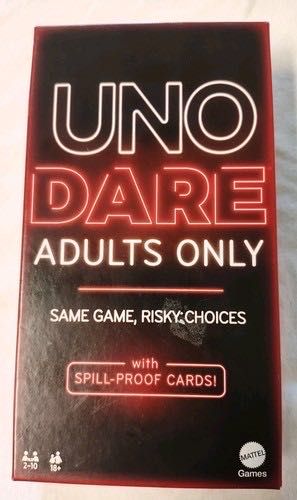 UNO
DARE
ADULTS ONLY
SAME GAME, RISKY CHOICES
with
SPILL-PROOF CARDS!
2-10
18+
MATTEL
Games